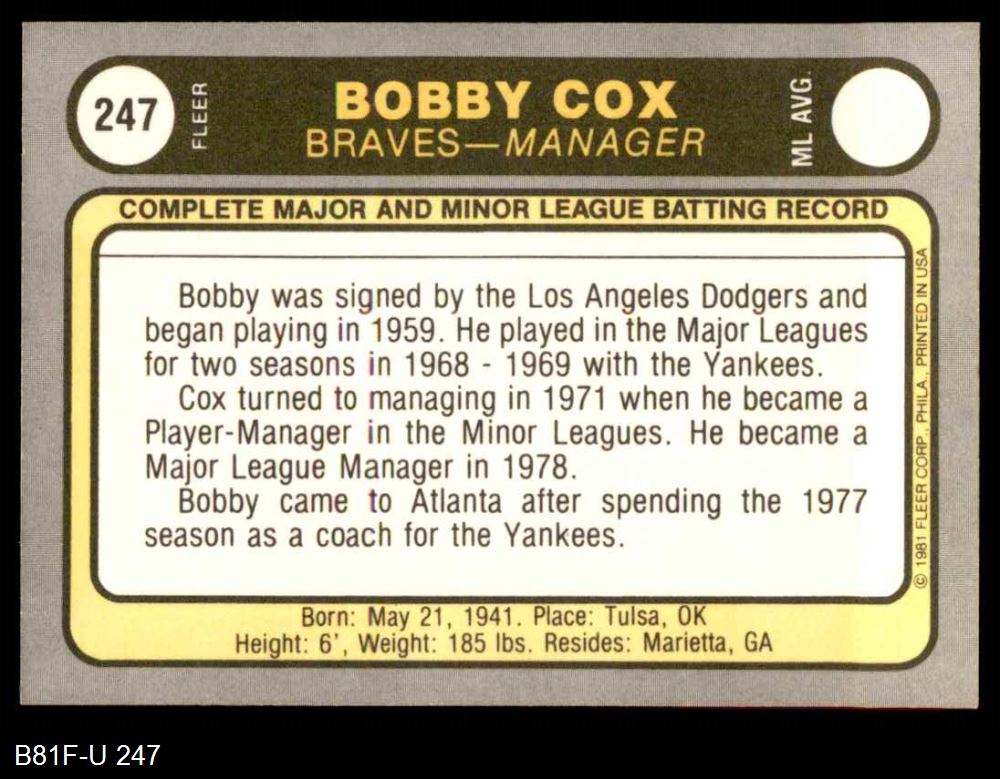 247
FLEER
BOBBY COX
BRAVES—MANAGER
ML AVG.
COMPLETE MAJOR AND MINOR LEAGUE BATTING RECORD
Bobby was signed by the Los Angeles Dodgers and
began playing in 1959. He played in the Major Leagues
for two seasons in 1968 - 1969 with the Yankees.
Cox turned to managing in 1971 when he became a
Player-Manager in the Minor Leagues. He became a
Major League Manager in 1978.
Bobby came to Atlanta after spending the 1977
season as a coach for the Yankees.
© 1981 FLEER CORP., PHILA., PRINTED IN USA
Born: May 21, 1941. Place: Tulsa, OK
Height: 6', Weight: 185 lbs. Resides: Marietta, GA
B81F-U 247